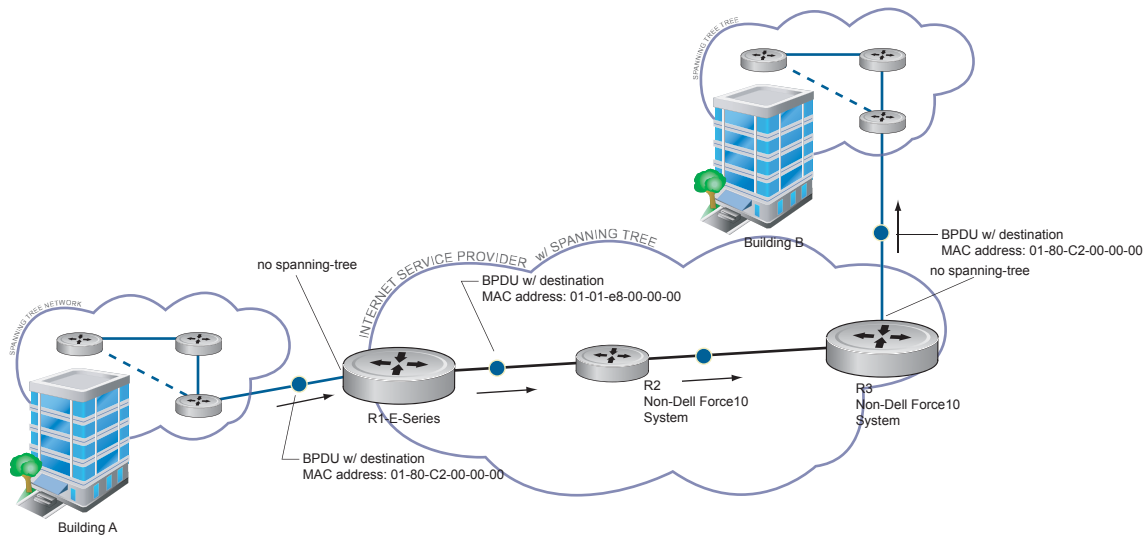 SPANNING TREE TREE
Building B
BPDU w/ destination
MAC address: 01-80-C2-00-00-00
no spanning-tree
INTERNET SERVICE PROVIDER w/ SPANNING TREE
no spanning-tree
BPDU w/ destination
MAC address: 01-01-e8-00-00-00
SPANNING TREE NETWORK
R1-E-Series
R2
Non-Dell Force10
System
R3
Non-Dell Force10
System
BPDU w/ destination
MAC address: 01-80-C2-00-00-00
Building A